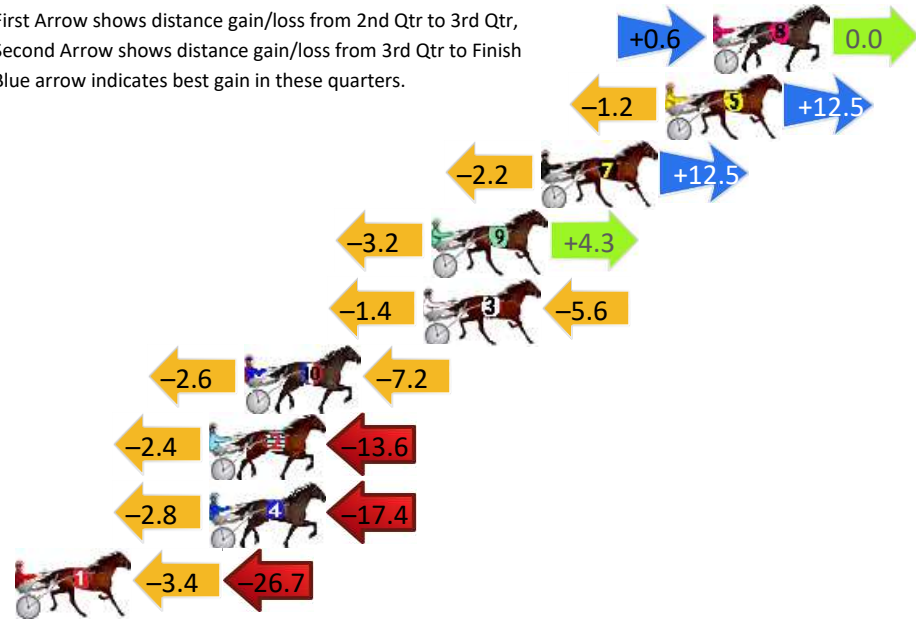 First Arrow shows distance gain/loss from 2nd Qtr to 3rd Qtr,
Second Arrow shows distance gain/loss from 3rd Qtr to Finish
Blue arrow indicates best gain in these quarters.
+0.6 8 0.0
–1.2 5 +12.5
–2.2 7 +12.5
–3.2 9 +4.3
–1.4 3 –5.6
–2.6 10 –7.2
–2.4 2 –13.6
–2.8 4 –17.4
1 –3.4 –26.7